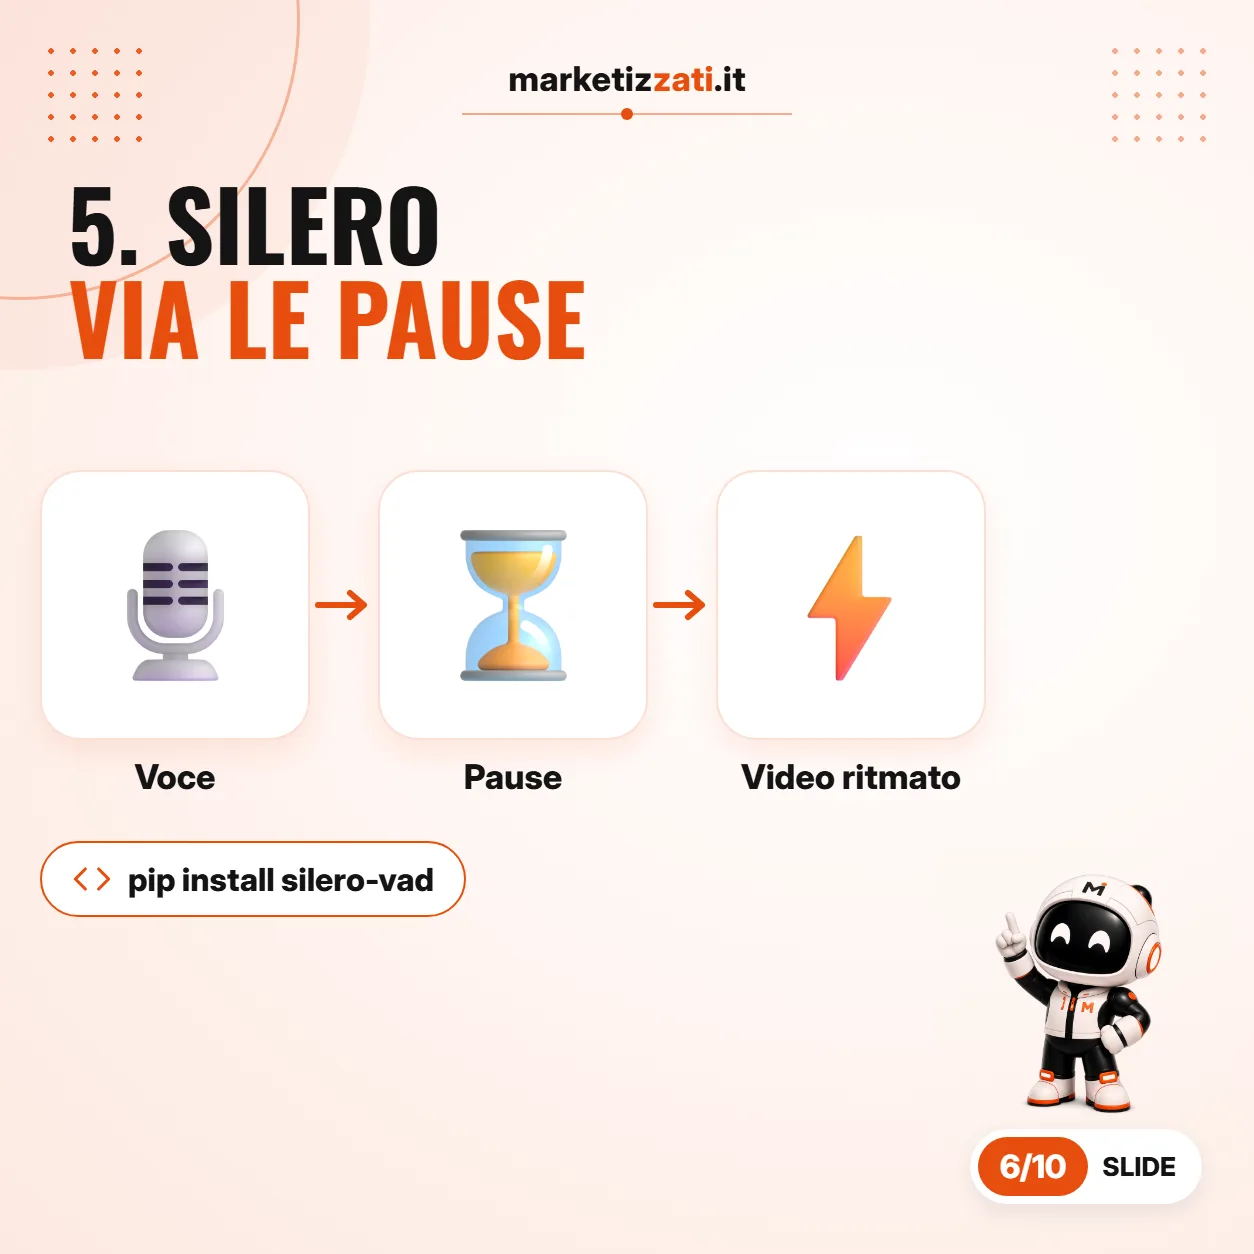 marketizzati.it
5. SILERO
VIA LE PAUSE
Voce
Pause
Video ritmato
<> pip install silero-vad
M
M
6/10 SLIDE